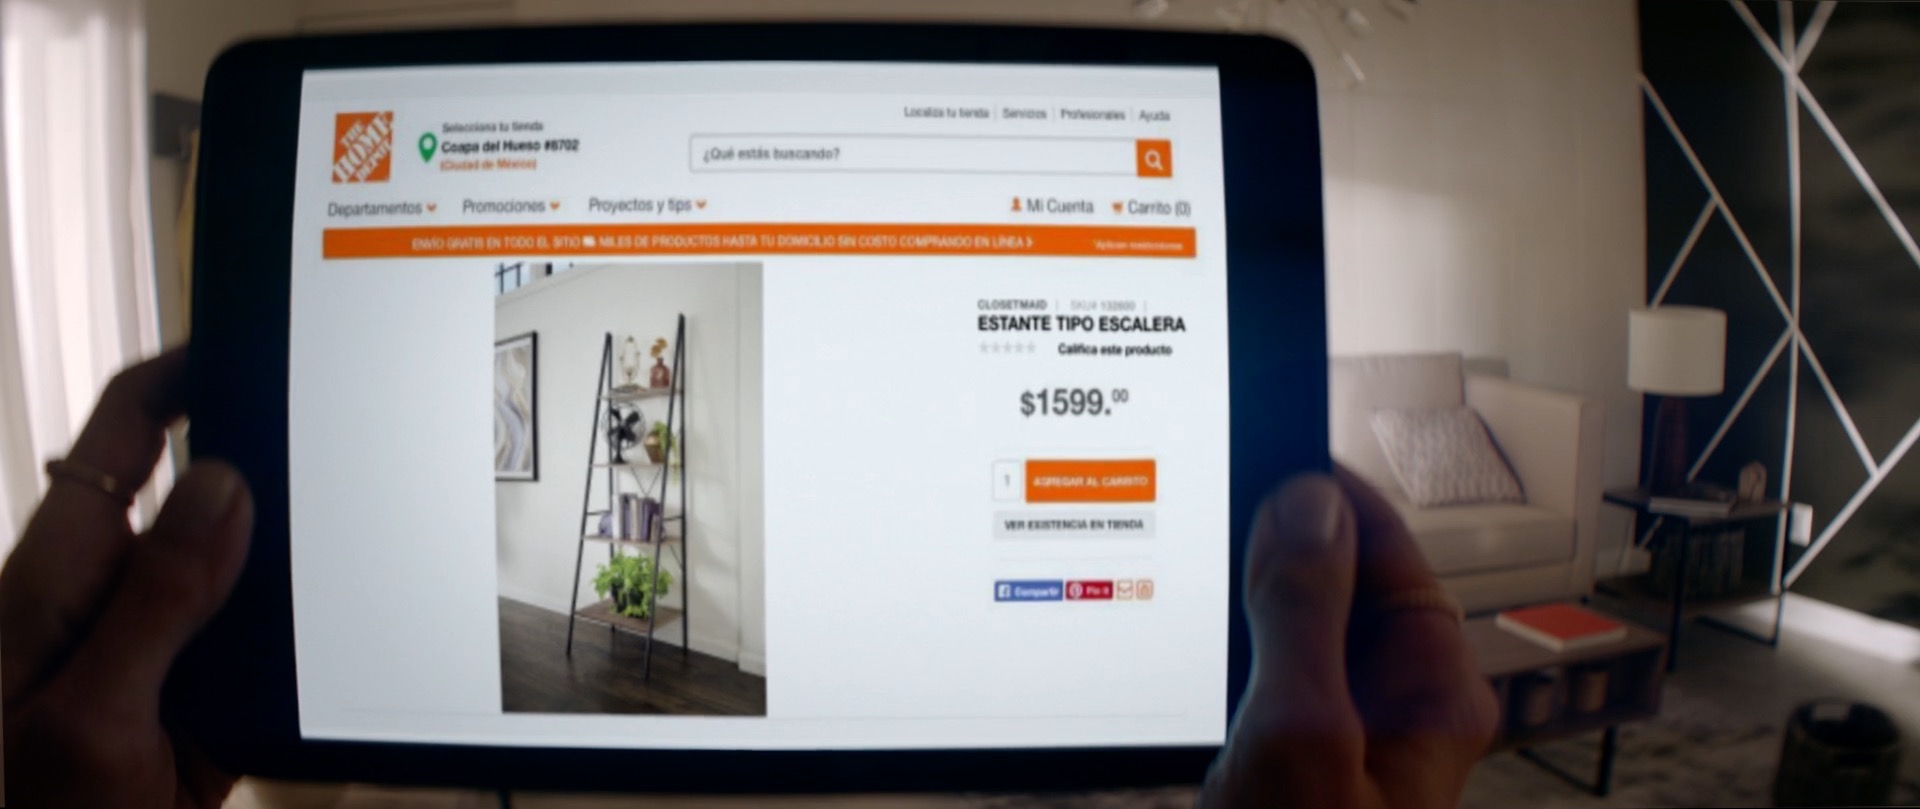 THE HOME DEPOT
Selecciona tu tienda
Coapa del Hueso #8702
(Ciudad de México)
Localiza tu tienda | Servicios | Profesionales | Ayuda
¿Qué estás buscando?
Departamentos Promociones Proyectos y tips
Mi Cuenta Carrito (0)
ENVÍO GRATIS EN TODO EL SITIO MILES DE PRODUCTOS HASTA TU DOMICILIO SIN COSTO COMPRANDO EN LÍNEA >
*Aplican restricciones
CLOSETMAID | SKU#
ESTANTE TIPO ESCALERA
Califica este producto
$1599.00
1 AGREGAR AL CARRITO
VER EXISTENCIA EN TIENDA
Compartir Pin it